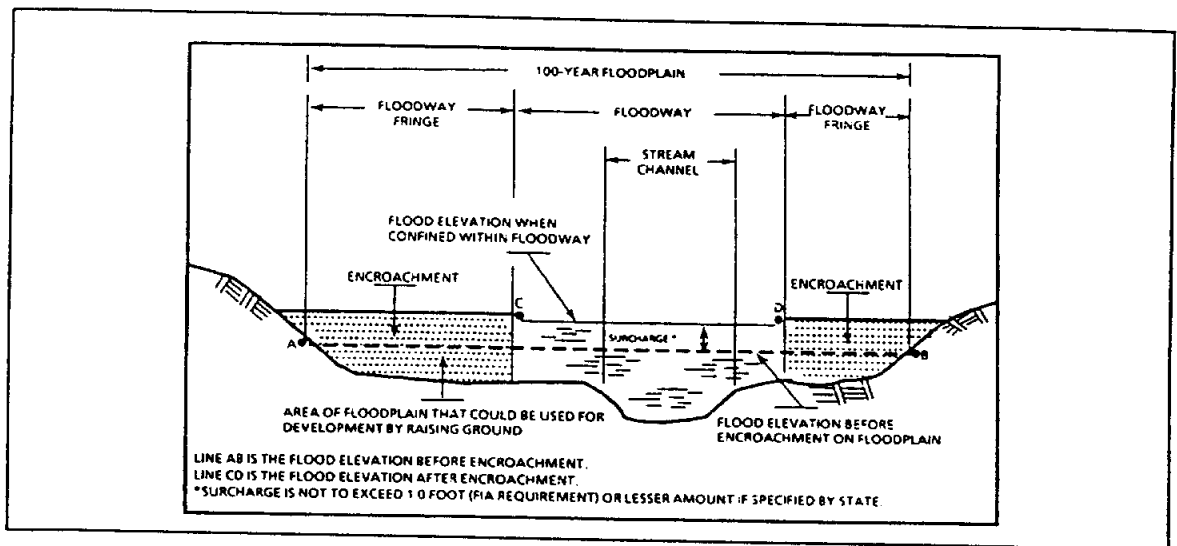 100-YEAR FLOODPLAIN
FLOODWAY
FRINGE
FLOODWAY
FLOODWAY
FRINGE
STREAM
CHANNEL
FLOOD ELEVATION WHEN
CONFINED WITHIN FLOODWAY
ENCROACHMENT
ENCROACHMENT
C
D
SURCHARGE*
A
B
AREA OF FLOODPLAIN THAT COULD BE USED FOR
DEVELOPMENT BY RAISING GROUND
FLOOD ELEVATION BEFORE
ENCROACHMENT ON FLOODPLAIN
LINE AB IS THE FLOOD ELEVATION BEFORE ENCROACHMENT.
LINE CD IS THE FLOOD ELEVATION AFTER ENCROACHMENT.
*SURCHARGE IS NOT TO EXCEED 1.0 FOOT (FIA REQUIREMENT) OR LESSER AMOUNT IF SPECIFIED BY STATE.